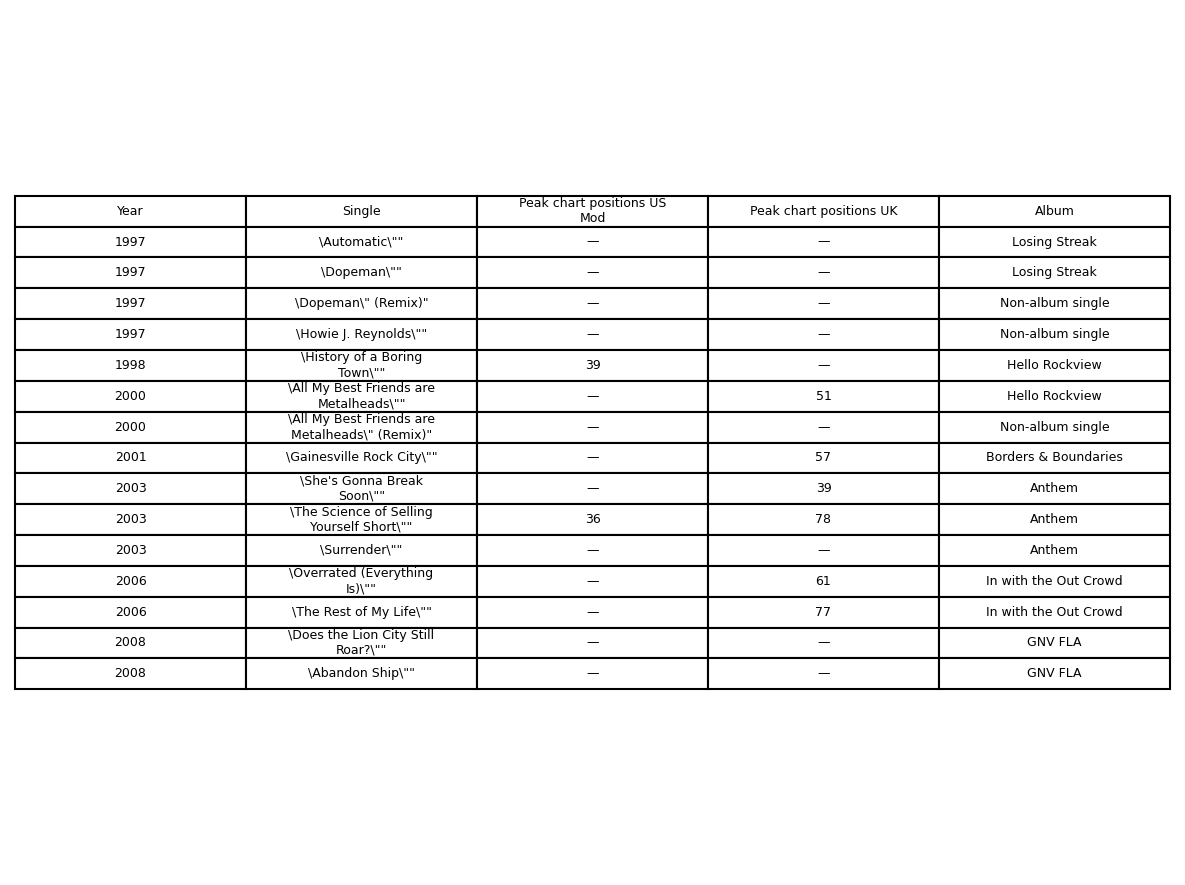 Year Single Peak chart positions US Mod Peak chart positions UK Album
1997 \Automatic\"" — — Losing Streak
1997 \Dopeman\"" — — Losing Streak
1997 \Dopeman\" (Remix)" — — Non-album single
1997 \Howie J. Reynolds\"" — — Non-album single
1998 \History of a Boring Town\"" 39 — Hello Rockview
2000 \All My Best Friends are Metalheads\"" — 51 Hello Rockview
2000 \All My Best Friends are Metalheads\" (Remix)" — — Non-album single
2001 \Gainesville Rock City\"" — 57 Borders & Boundaries
2003 \She's Gonna Break Soon\"" — 39 Anthem
2003 \The Science of Selling Yourself Short\"" 36 78 Anthem
2003 \Surrender\"" — — Anthem
2006 \Overrated (Everything Is)\"" — 61 In with the Out Crowd
2006 \The Rest of My Life\"" — 77 In with the Out Crowd
2008 \Does the Lion City Still Roar?\"" — — GNV FLA
2008 \Abandon Ship\"" — — GNV FLA